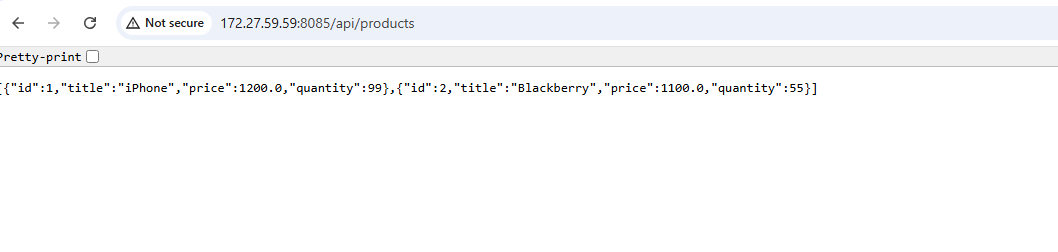 Not secure 172.27.59.59:8085/api/products
Pretty-print
[{"id":1,"title":"iPhone","price":1200.0,"quantity":99},{"id":2,"title":"Blackberry","price":1100.0,"quantity":55}]